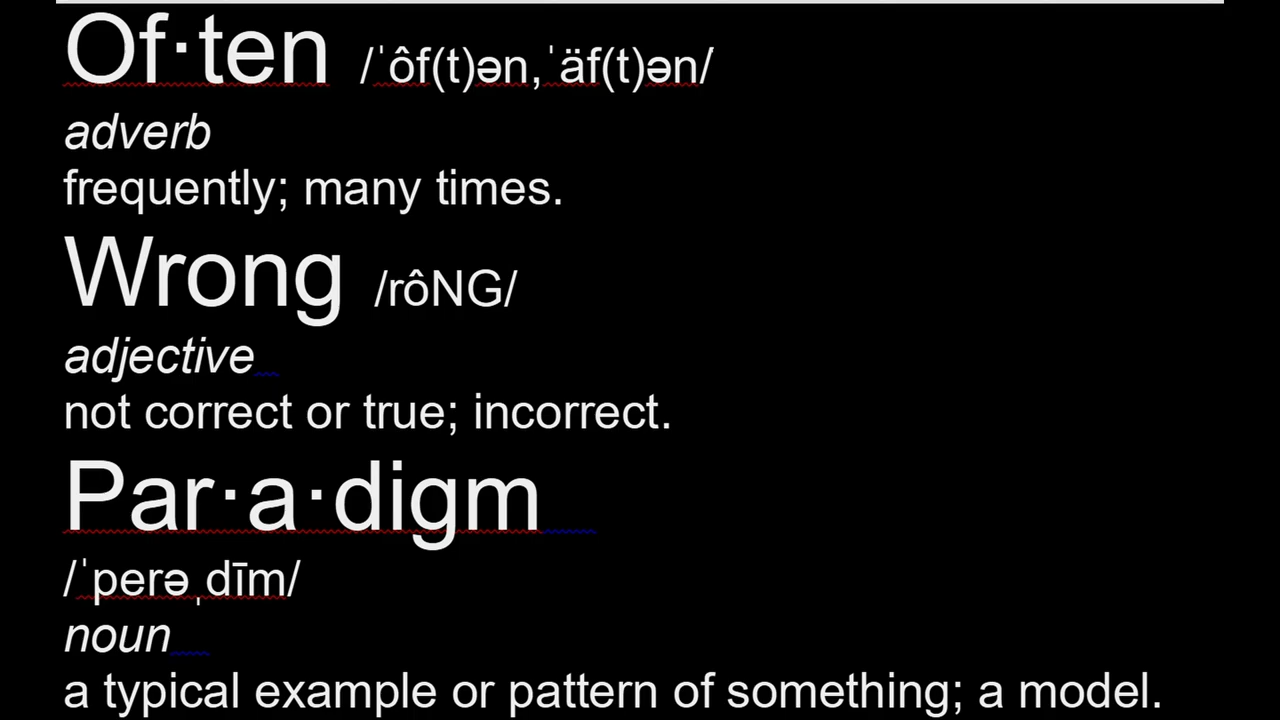 Of·ten /ˈôf(t)ən,ˈäf(t)ən/
adverb
frequently; many times.
Wrong /rôNG/
adjective
not correct or true; incorrect.
Par·a·digm
/ˈperəˌdīm/
noun
a typical example or pattern of something; a model.